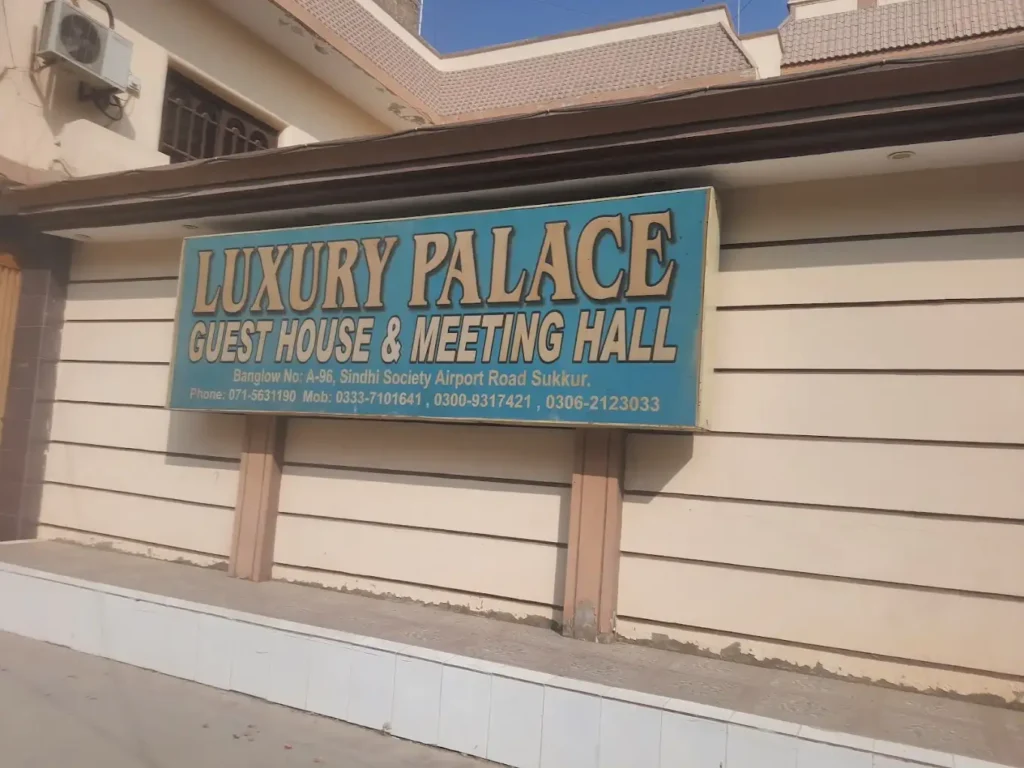 LUXURY PALACE
GUEST HOUSE & MEETING HALL
Banglow No: A-96, Sindhi Society Airport Road Sukkur.
Phone: 071-5631190 Mob: 0333-7101641 , 0300-9317421 , 0306-2123033